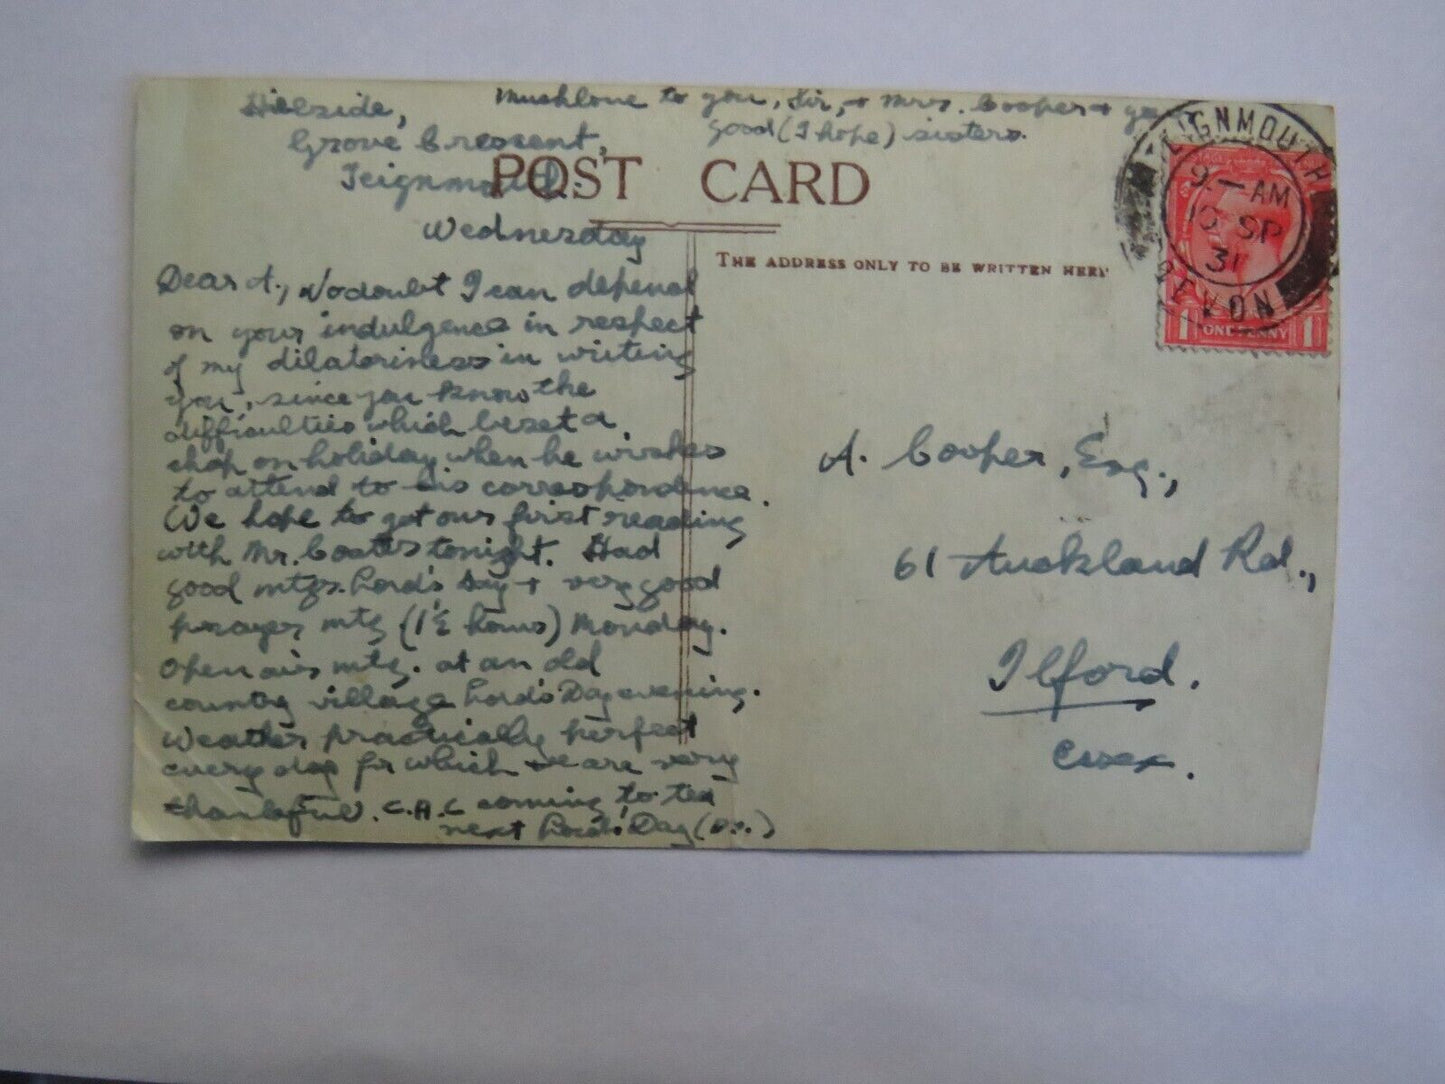 Hillside,
Grove Crescent,
Teignmouth.
Wednesday
Much love to you, Sir, + Mrs. Cooper + yr
good (I hope) sisters.
POST CARD
THE ADDRESS ONLY TO BE WRITTEN HERE
Dear A., No doubt I can depend
on your indulgence in respect
of my dilatoriness in writing
you, since you know the
difficulties which beset a
chap on holiday when he wishes
to attend to his correspondence.
We hope to get our first reading
with Mr. Coates tonight. Had
good mtgs. Lord's Day + very good
prayer mtg (1½ hours) Monday.
Open air mtg. at an old
country village Lord's Day evening.
Weather practically perfect
every day for which we are very
thankful. C.A.C coming to tea
next Lord's Day (D.V.)
TEIGNMOUTH
9 - AM
10 SP
31
DEVON
1 ONE PENNY 1
A. Cooper, Esq.,
61 Auckland Rd.,
Ilford.
Essex.